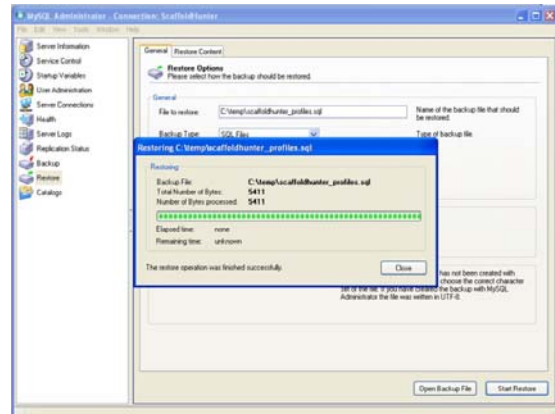 MySQL Administrator - Connection: Scaffoldhunter
File Edit View Tools Window Help
Server Information
Service Control
Startup Variables
User Administration
Server Connections
Health
Server Logs
Replication Status
Backup
Restore
Catalogs
General Restore Content
Restore Options
Please select how the backup should be restored.
General
File to restore: C:\temp\scaffoldhunter_profiles.sql
Name of the backup file that should
be restored.
Backup Type: SQL Files
Type of backup file.
Restoring C:\temp\scaffoldhunter_profiles.sql
Restoring
Backup File: C:\temp\scaffoldhunter_profiles.sql
Total Number of Bytes: 5411
Number of Bytes processed: 5411
Elapsed time: none
Remaining time: unknown
The restore operation was finished successfully.
Close
has not been created with
choose the correct character
set of the file. If you have created the backup with MySQL
Administrator the file was written in UTF-8.
Open Backup File Start Restore